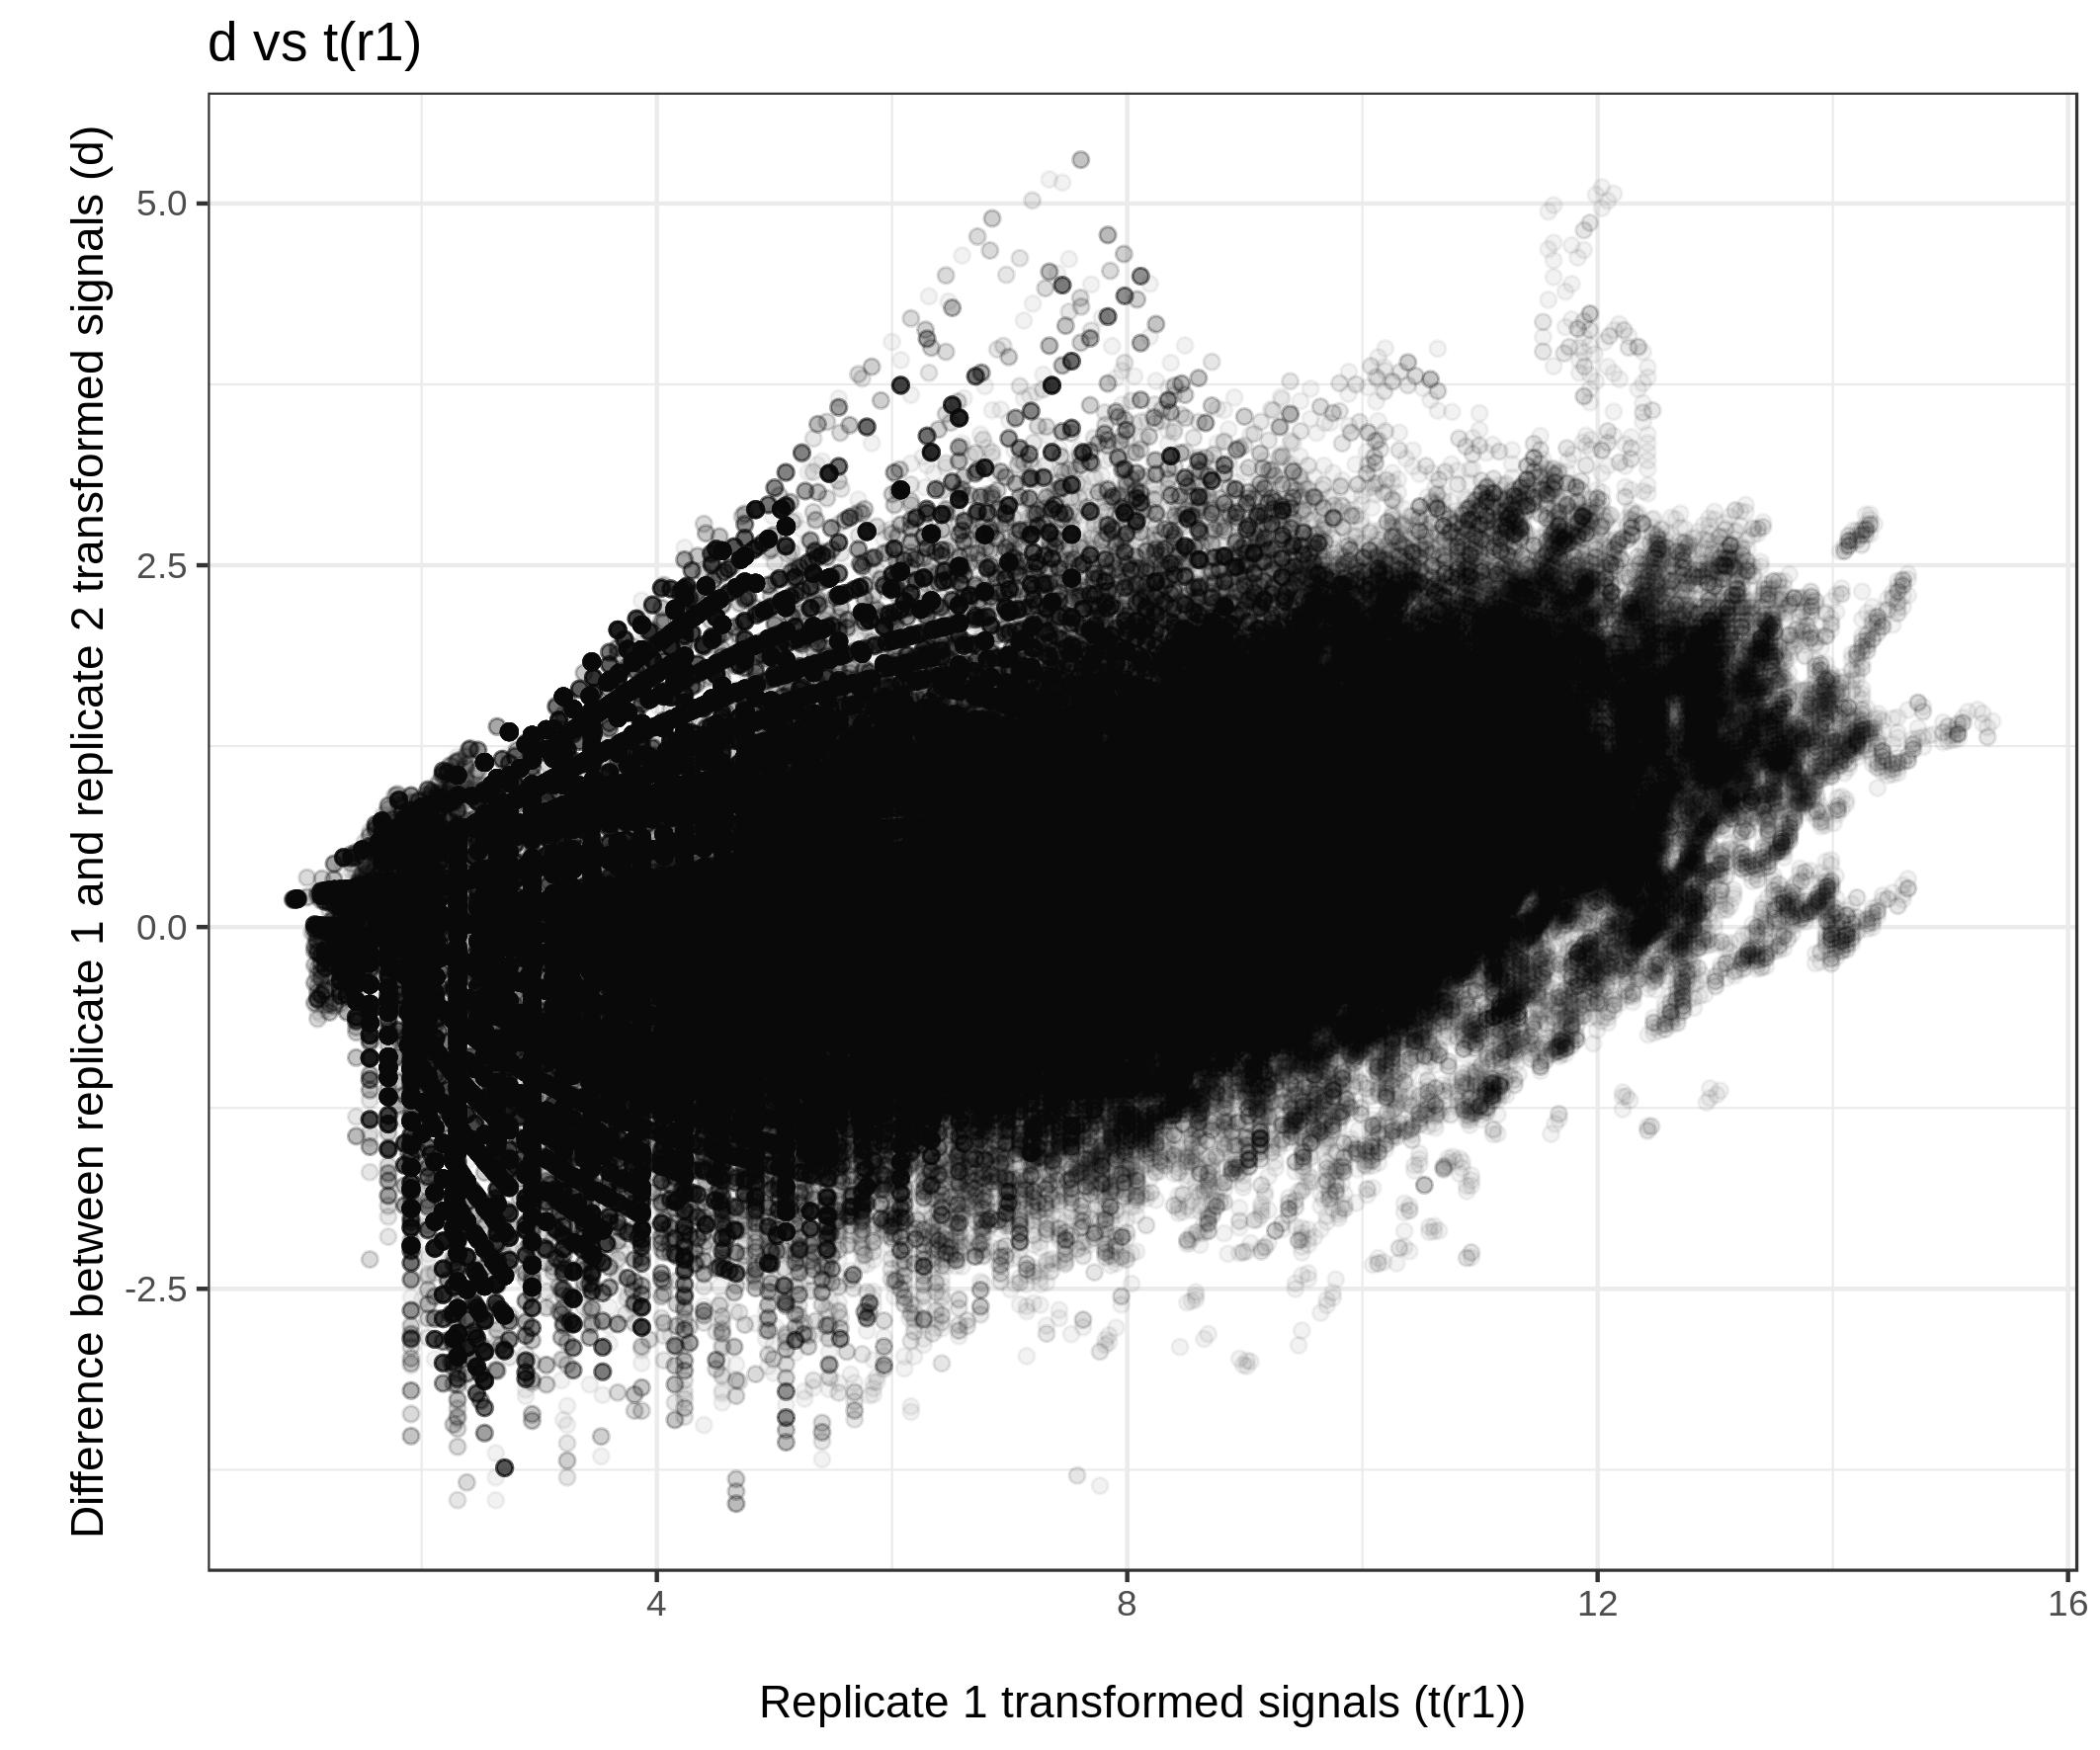 d vs t(r1)
Difference between replicate 1 and replicate 2 transformed signals (d)
5.0
2.5
0.0
-2.5
4
8
12
16
Replicate 1 transformed signals (t(r1))